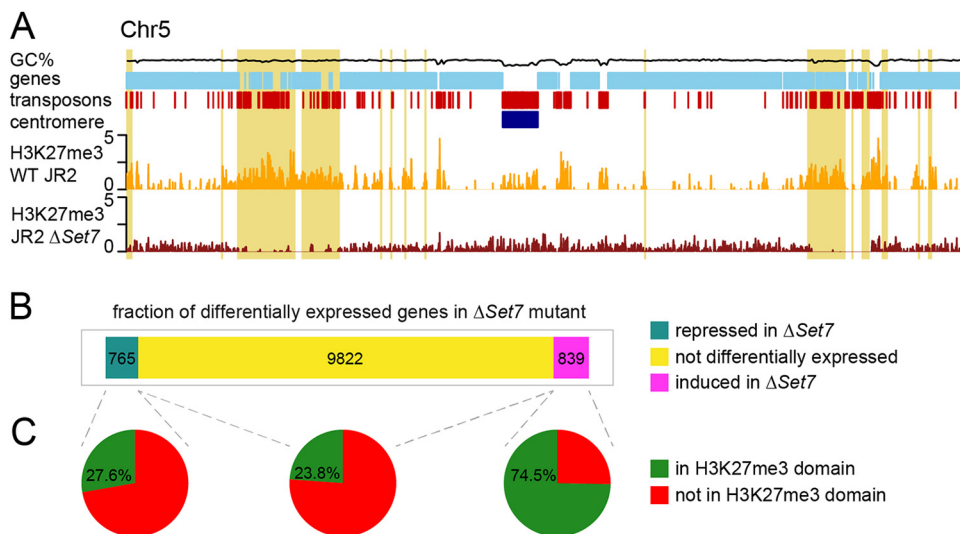 A
Chr5
GC%
genes
transposons
centromere
5
H3K27me3
WT JR2
0
5
H3K27me3
JR2 ΔSet7
0
B
fraction of differentially expressed genes in ΔSet7 mutant
765
9822
839
repressed in ΔSet7
not differentially expressed
induced in ΔSet7
C
27.6%
23.8%
74.5%
in H3K27me3 domain
not in H3K27me3 domain